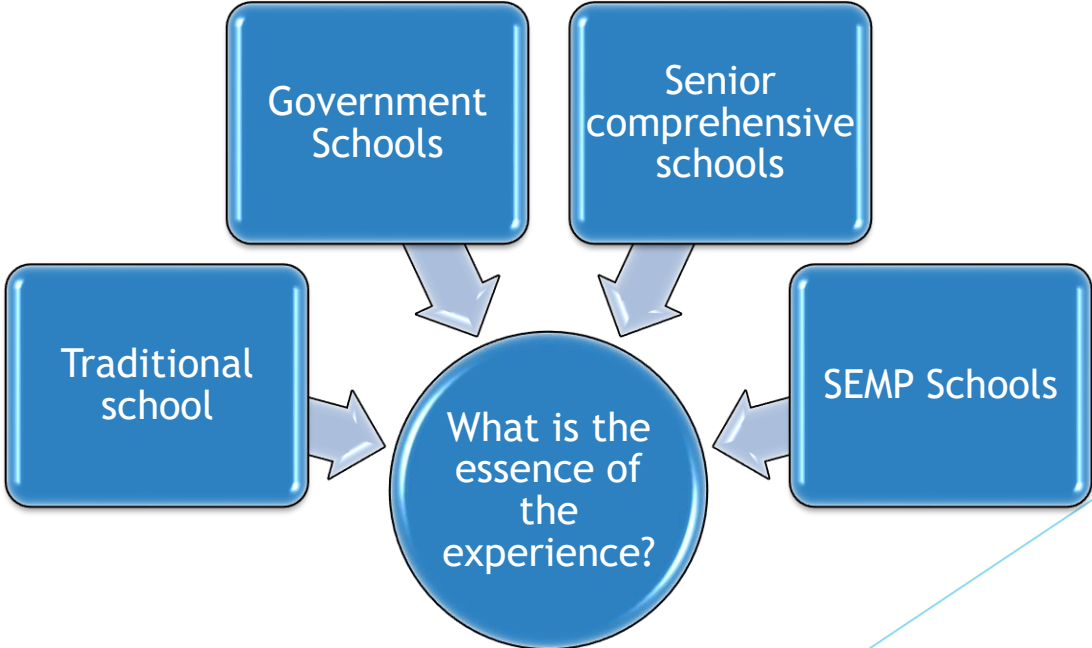 Government
Schools
Senior
comprehensive
schools
Traditional
school
SEMP Schools
What is the
essence of
the
experience?